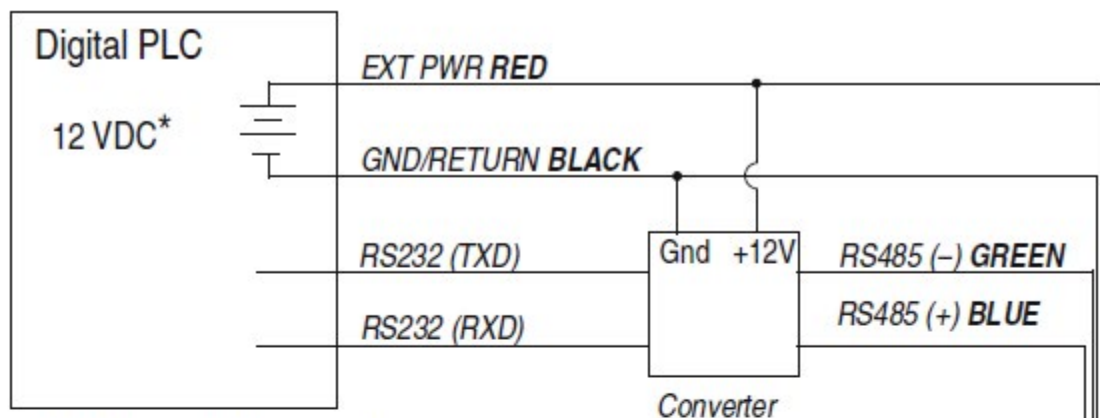 Digital PLC
EXT PWR RED
12 VDC*
GND/RETURN BLACK
RS232 (TXD)
Gnd +12V
RS485 (–) GREEN
RS232 (RXD)
RS485 (+) BLUE
Converter